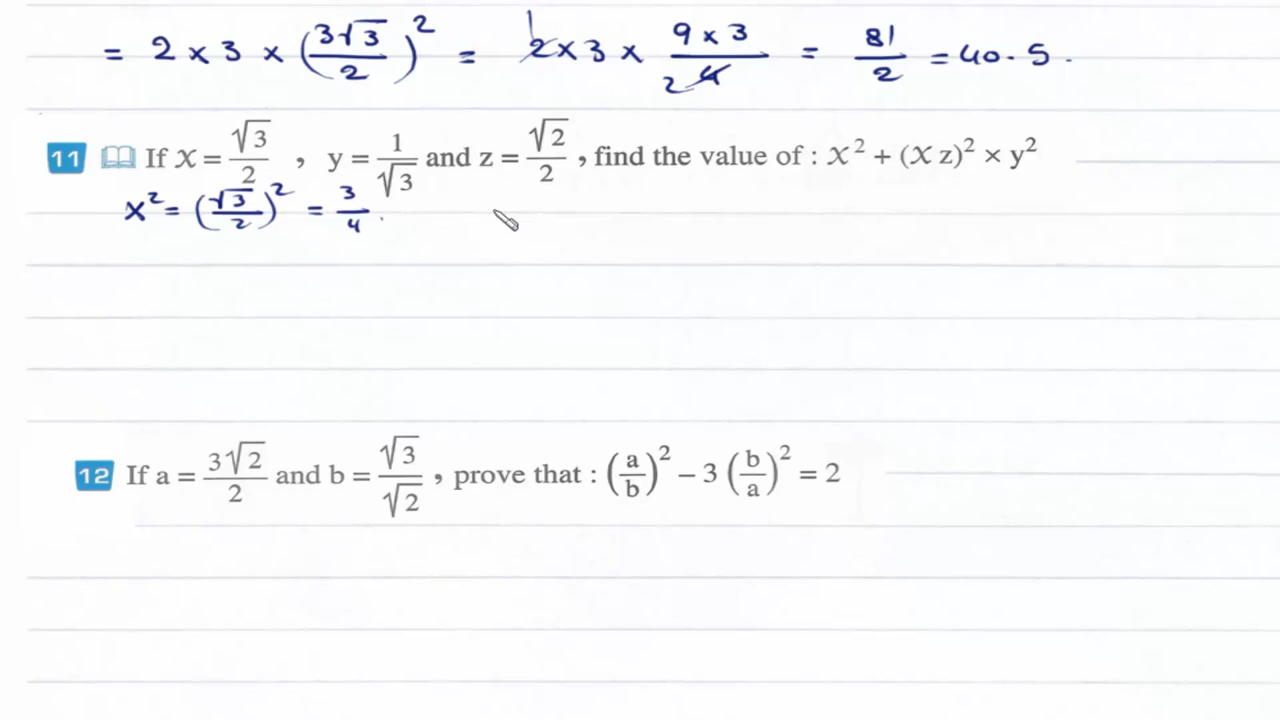 = 2 × 3 × (3√3/2)² = 2 × 3 × 9 × 3/4 = 81/2 = 40.5.
11 If x = √3/2 , y = 1/√3 and z = √2/2 , find the value of : x² + (x z)² × y²
x² = (√3/2)² = 3/4.
12 If a = 3√2/2 and b = √3/√2 , prove that : (a/b)² – 3 (b/a)² = 2